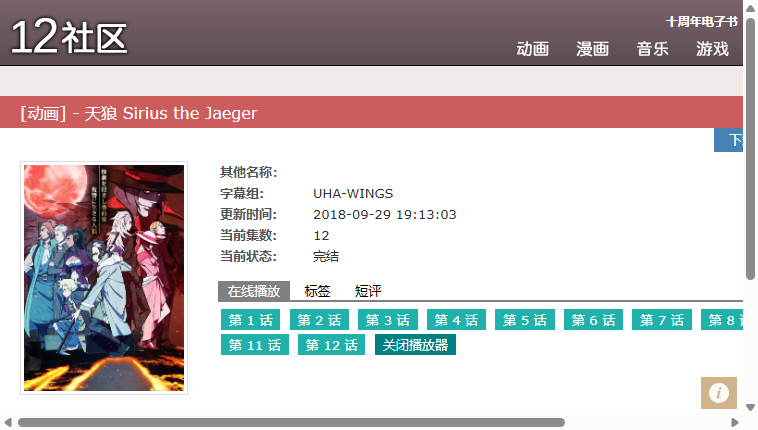 12社区
十周年电子书
动画 漫画 音乐 游戏
[动画] - 天狼 Sirius the Jaeger
其他名称:
字幕组: UHA-WINGS
更新时间: 2018-09-29 19:13:03
当前集数: 12
当前状态: 完结
在线播放 标签 短评
第 1 话 第 2 话 第 3 话 第 4 话 第 5 话 第 6 话 第 7 话 第 8
第 11 话 第 12 话 关闭播放器